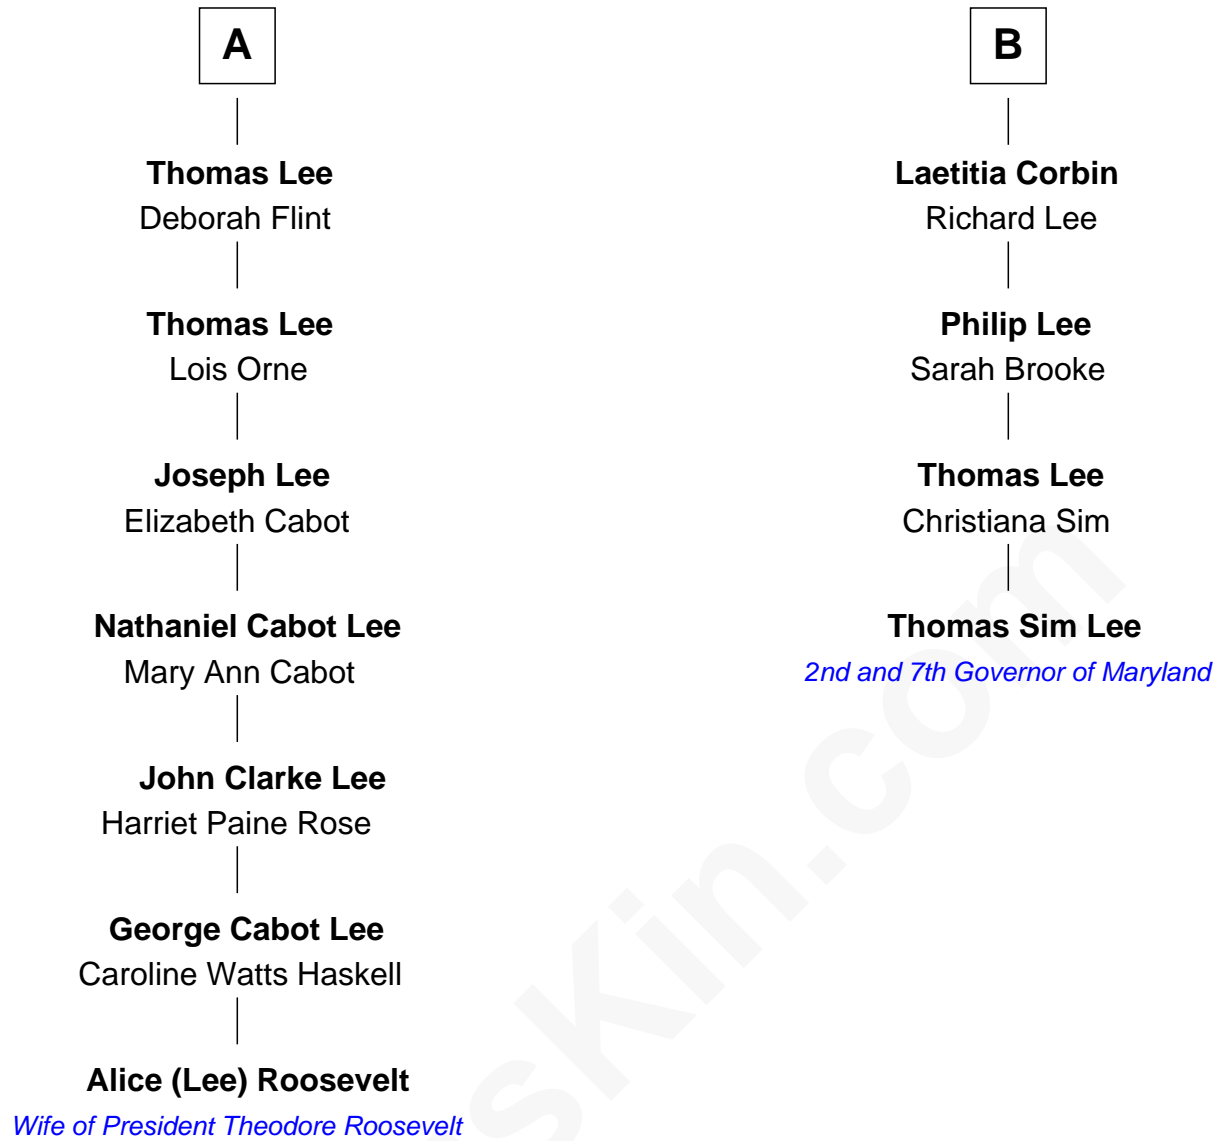 A
B
Thomas Lee
Deborah Flint
Laetitia Corbin
Richard Lee
Thomas Lee
Lois Orne
Philip Lee
Sarah Brooke
Joseph Lee
Elizabeth Cabot
Thomas Lee
Christiana Sim
Nathaniel Cabot Lee
Mary Ann Cabot
Thomas Sim Lee
2nd and 7th Governor of Maryland
John Clarke Lee
Harriet Paine Rose
George Cabot Lee
Caroline Watts Haskell
Alice (Lee) Roosevelt
Wife of President Theodore Roosevelt
sKin.com